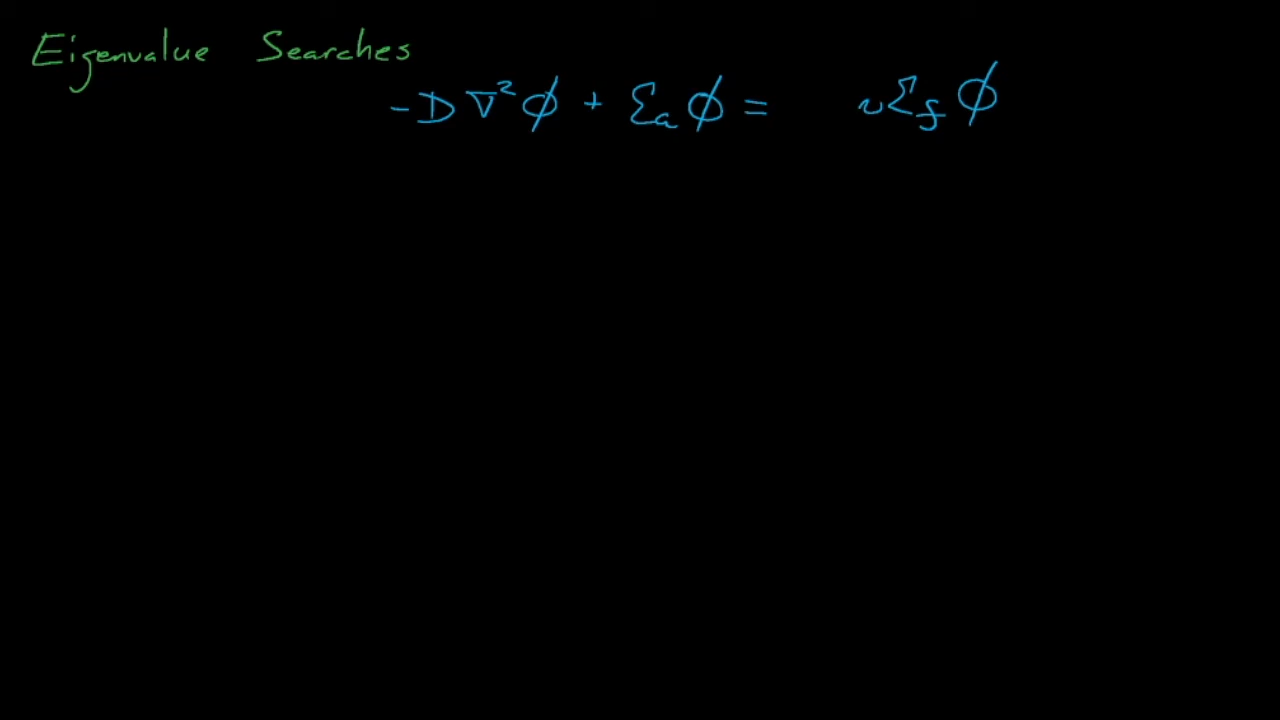 Eigenvalue Searches
-D∇²ϕ + Σaϕ = νΣfϕ